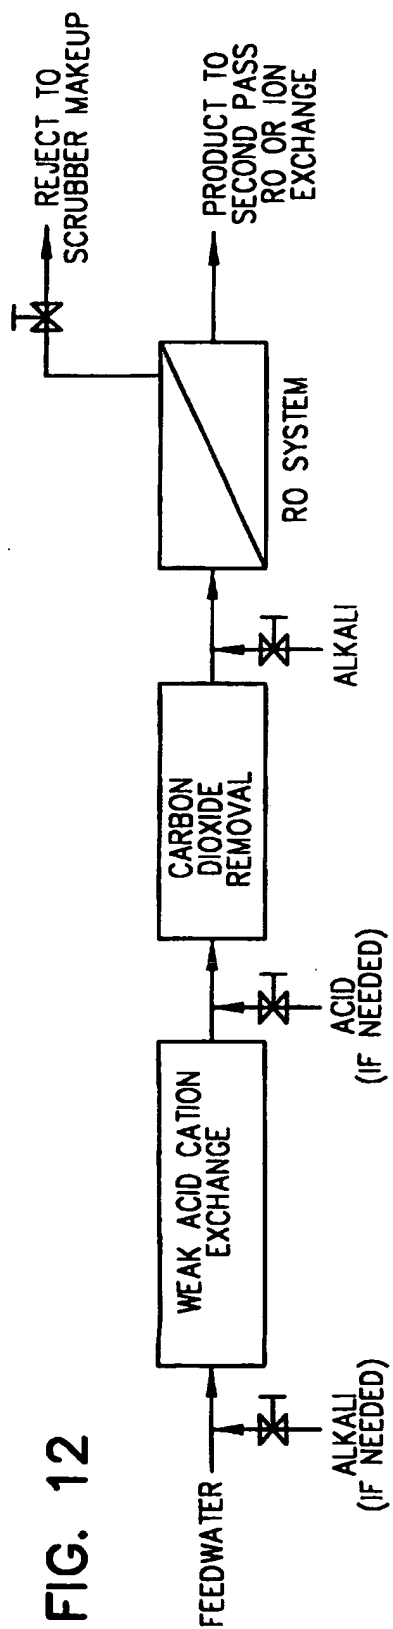 FIG. 12
FEEDWATER
ALKALI
(IF NEEDED)
WEAK ACID CATION
EXCHANGE
ACID
(IF NEEDED)
CARBON
DIOXIDE
REMOVAL
ALKALI
RO SYSTEM
REJECT TO
SCRUBBER MAKEUP
PRODUCT TO
SECOND PASS
RO OR ION
EXCHANGE